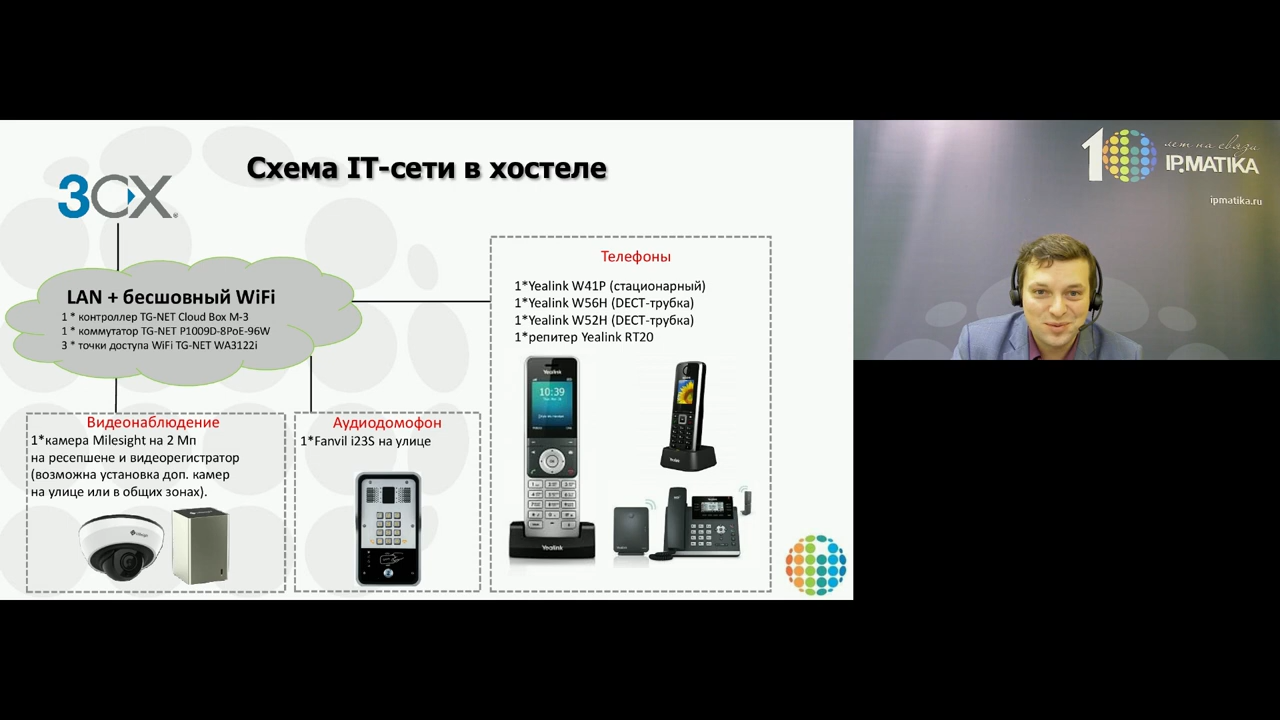 Схема IT-сети в хостеле
3CX
LAN + бесшовный WiFi
1 * контроллер TG-NET Cloud Box M-3
1 * коммутатор TG-NET P1009D-8PoE-96W
3 * точки доступа WiFi TG-NET WA3122i
Видеонаблюдение
1*камера Milesight на 2 Мп
на ресепшене и видеорегистратор
(возможна установка доп. камер
на улице или в общих зонах).
Аудиодомофон
1*Fanvil i23S на улице
Телефоны
1*Yealink W41P (стационарный)
1*Yealink W56H (DECT-трубка)
1*Yealink W52H (DECT-трубка)
1*репитер Yealink RT20
Yealink
10:39
Yealink
10 лет на связи
IPMATIKA
ipmatika.ru